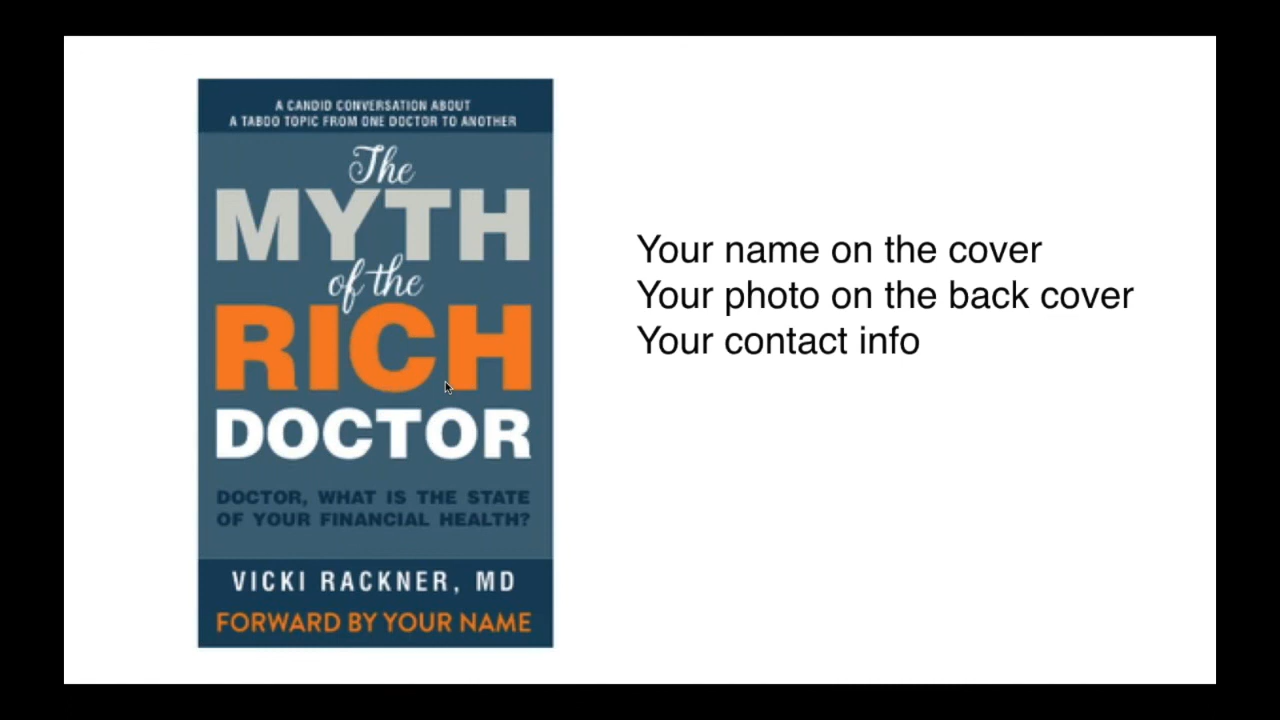 A CANDID CONVERSATION ABOUT
A TABOO TOPIC FROM ONE DOCTOR TO ANOTHER
The
MYTH
of the
RICH
DOCTOR
DOCTOR, WHAT IS THE STATE
OF YOUR FINANCIAL HEALTH?
VICKI RACKNER, MD
FORWARD BY YOUR NAME
Your name on the cover
Your photo on the back cover
Your contact info